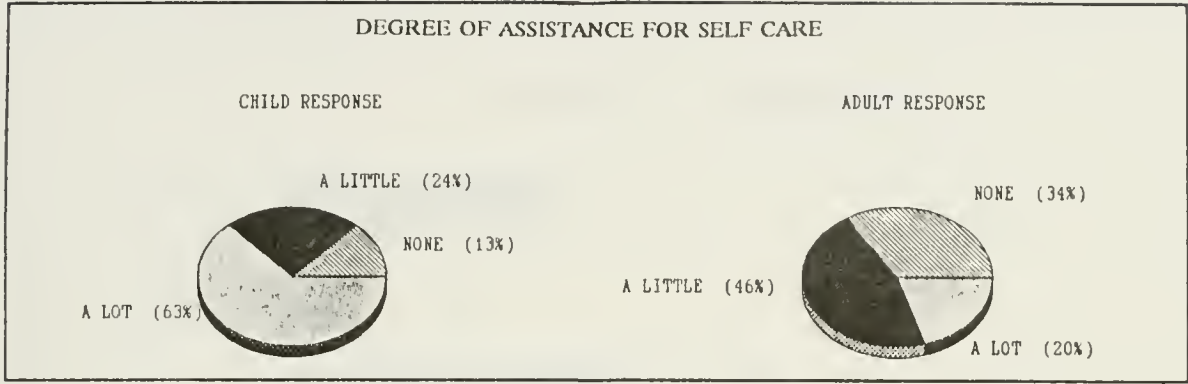 DEGREE OF ASSISTANCE FOR SELF CARE
CHILD RESPONSE
A LITTLE (24%)
NONE (13%)
A LOT (63%)
ADULT RESPONSE
NONE (34%)
A LITTLE (46%)
A LOT (20%)